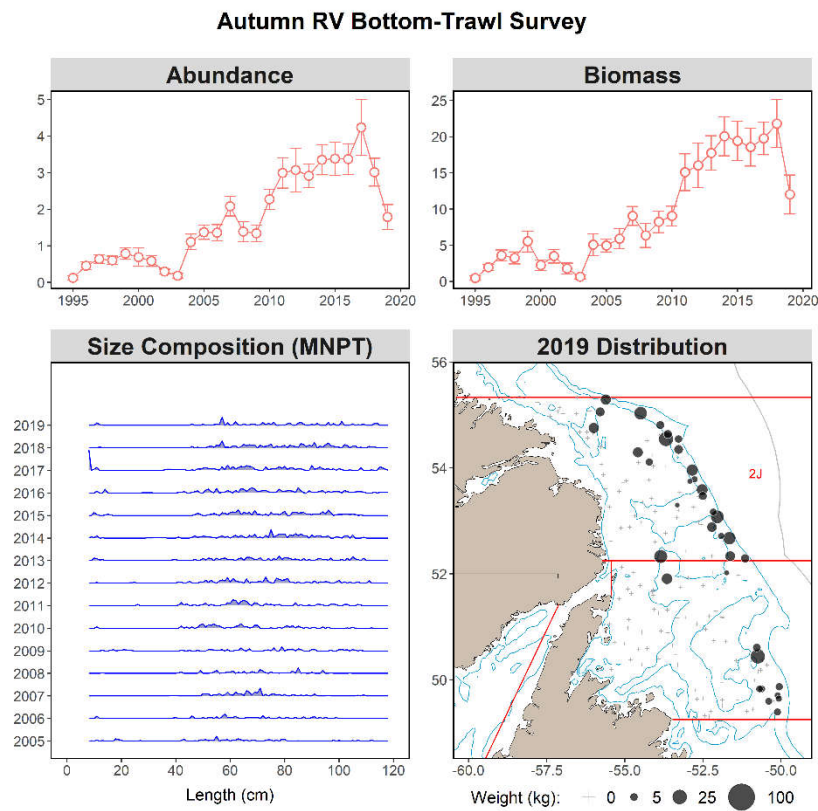 Autumn RV Bottom-Trawl Survey
Abundance
5
4
3
2
1
0
1995 2000 2005 2010 2015 2020
Biomass
25
20
15
10
5
0
1995 2000 2005 2010 2015 2020
Size Composition (MNPT)
2019
2018
2017
2016
2015
2014
2013
2012
2011
2010
2009
2008
2007
2006
2005
0 20 40 60 80 100 120
Length (cm)
2019 Distribution
56
54
52
50
2J
-60.0 -57.5 -55.0 -52.5 -50.0
Weight (kg): 0 5 25 100